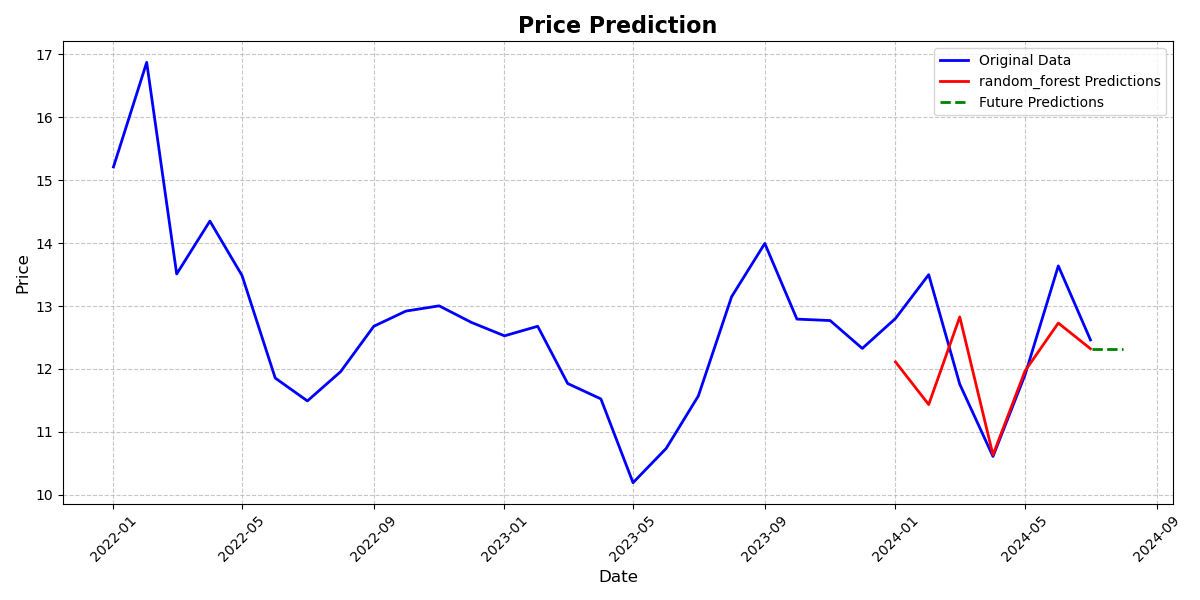 Price Prediction
Original Data
random_forest Predictions
Future Predictions
Price
17
16
15
14
13
12
11
10
2022-01
2022-05
2022-09
2023-01
2023-05
2023-09
2024-01
2024-05
2024-09
Date